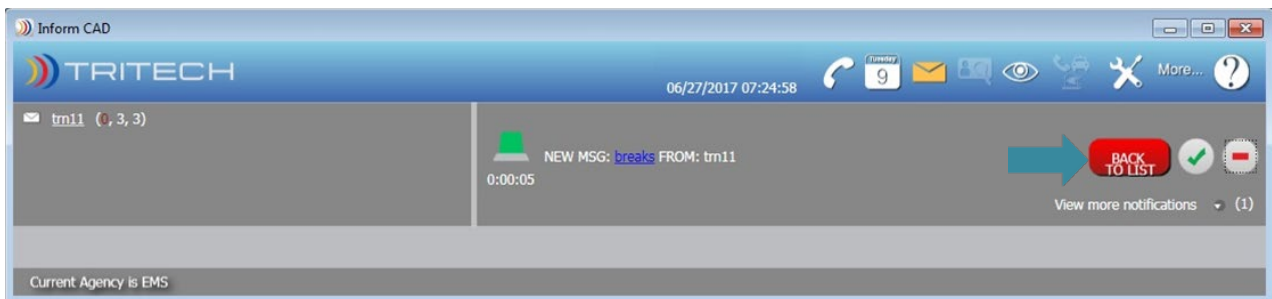 Inform CAD
TRITECH
06/27/2017 07:24:58
Tuesday
9
More...
?
trn11 (0, 3, 3)
NEW MSG: breaks FROM: trn11
0:00:05
BACK
TO LIST
View more notifications (1)
Current Agency is EMS